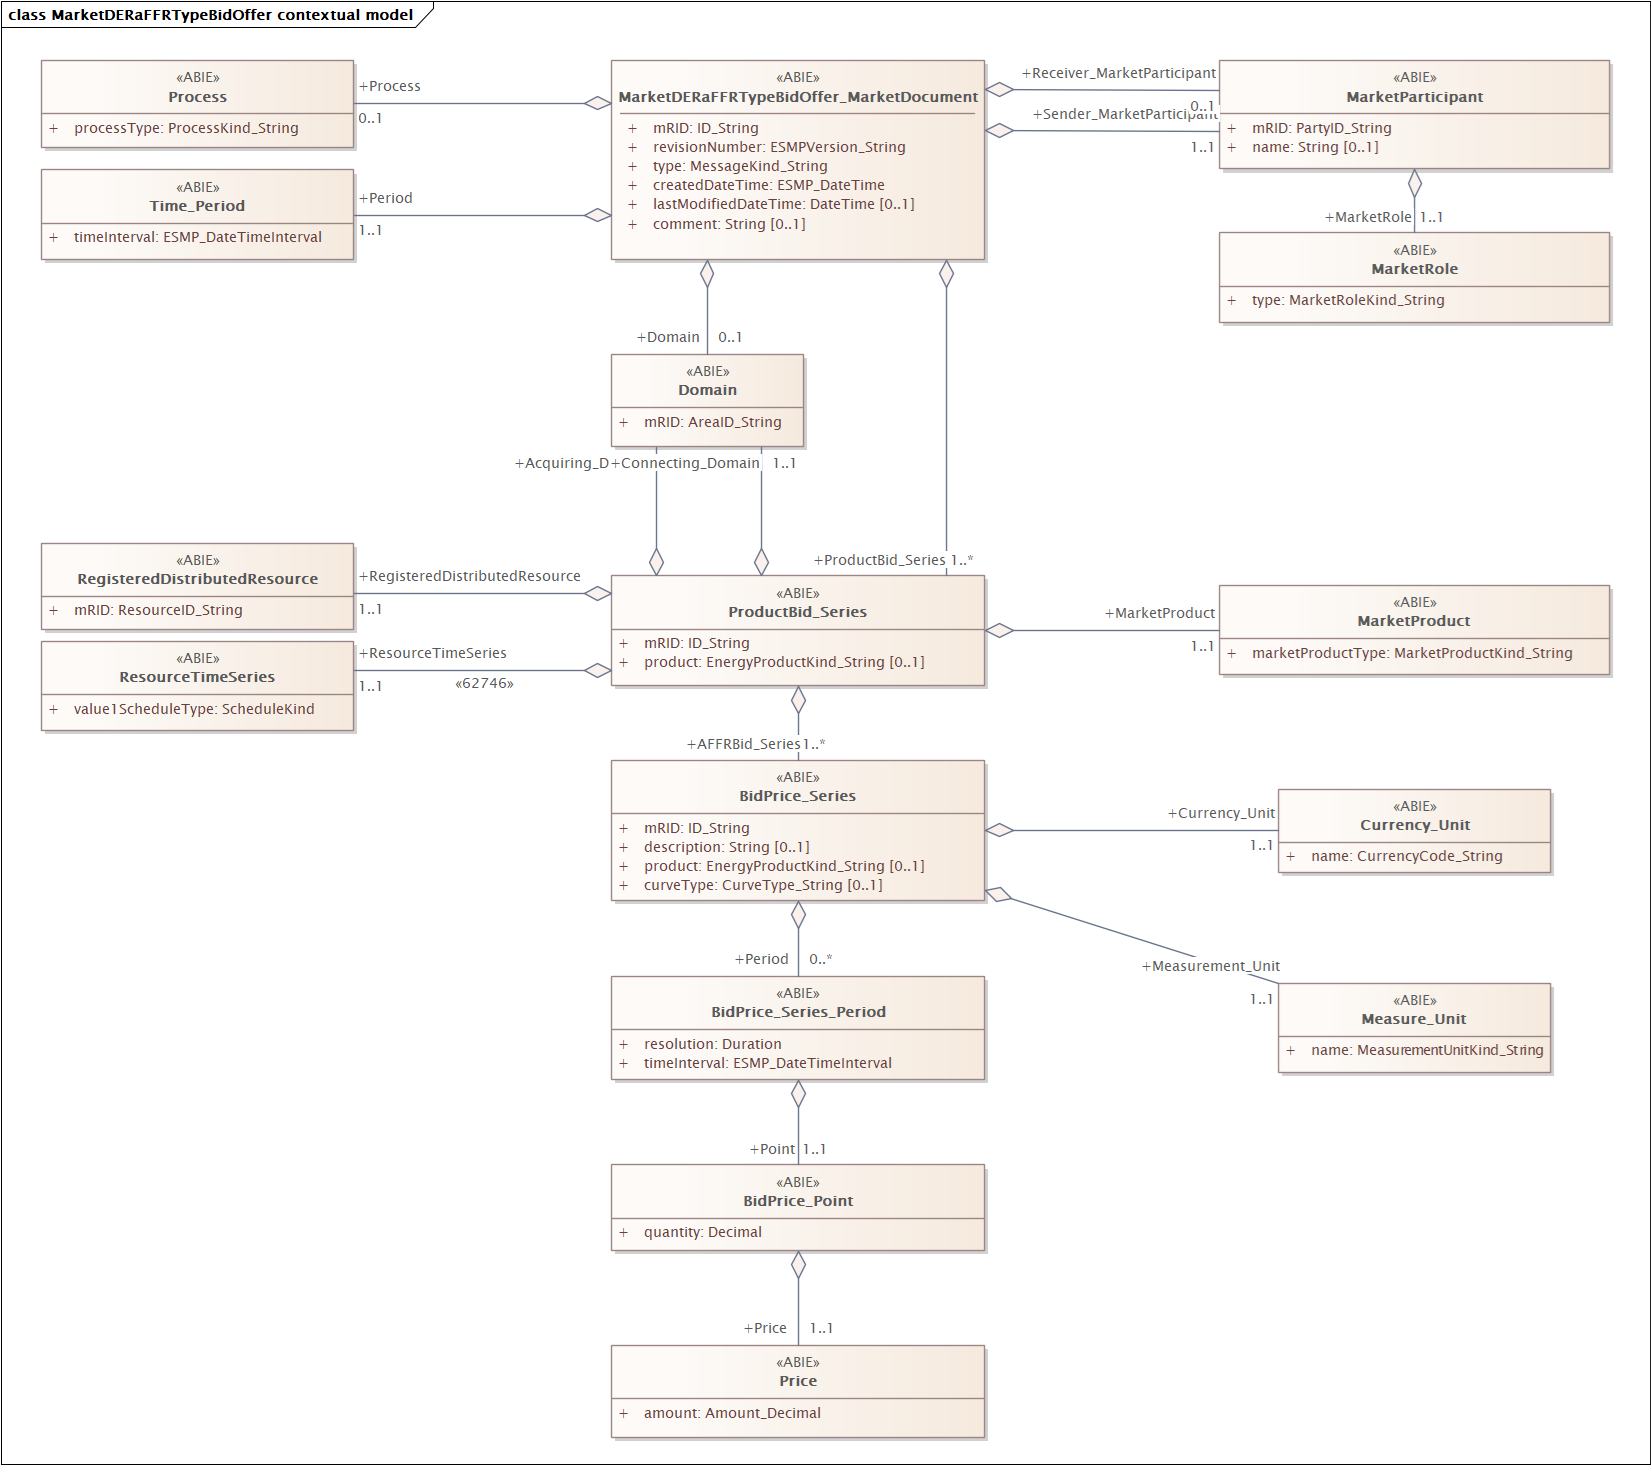 class MarketDERaFFRTypeBidOffer contextual model
«ABIE»
Process
+ processType: ProcessKind_String
+Process
0..1
«ABIE»
Time_Period
+ timeInterval: ESMP_DateTimeInterval
+Period
1..1
«ABIE»
MarketDERaFFRTypeBidOffer_MarketDocument
+ mRID: ID_String
+ revisionNumber: ESMPVersion_String
+ type: MessageKind_String
+ createdDateTime: ESMP_DateTime
+ lastModifiedDateTime: DateTime [0..1]
+ comment: String [0..1]
+Receiver_MarketParticipant
0..1
+Sender_MarketParticipant
1..1
«ABIE»
MarketParticipant
+ mRID: PartyID_String
+ name: String [0..1]
+MarketRole 1..1
«ABIE»
MarketRole
+ type: MarketRoleKind_String
+Domain 0..1
«ABIE»
Domain
+ mRID: AreaID_String
+Acquiring_D+Connecting_Domain 1..1
+ProductBid_Series 1..*
«ABIE»
RegisteredDistributedResource
+ mRID: ResourceID_String
+RegisteredDistributedResource
1..1
«ABIE»
ResourceTimeSeries
+ value1ScheduleType: ScheduleKind
+ResourceTimeSeries
1..1
«62746»
«ABIE»
ProductBid_Series
+ mRID: ID_String
+ product: EnergyProductKind_String [0..1]
+MarketProduct
1..1
«ABIE»
MarketProduct
+ marketProductType: MarketProductKind_String
+AFFRBid_Series 1..*
«ABIE»
BidPrice_Series
+ mRID: ID_String
+ description: String [0..1]
+ product: EnergyProductKind_String [0..1]
+ curveType: CurveType_String [0..1]
+Currency_Unit
1..1
«ABIE»
Currency_Unit
+ name: CurrencyCode_String
+Measurement_Unit
1..1
«ABIE»
Measure_Unit
+ name: MeasurementUnitKind_String
+Period 0..*
«ABIE»
BidPrice_Series_Period
+ resolution: Duration
+ timeInterval: ESMP_DateTimeInterval
+Point 1..1
«ABIE»
BidPrice_Point
+ quantity: Decimal
+Price 1..1
«ABIE»
Price
+ amount: Amount_Decimal